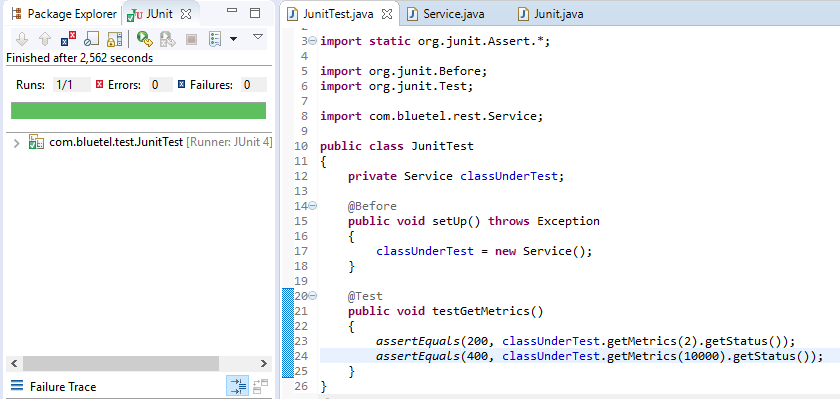 Package Explorer JUnit
Finished after 2,562 seconds
Runs: 1/1 Errors: 0 Failures: 0
com.bluetel.test.JunitTest [Runner: JUnit 4]
Failure Trace
JunitTest.java Service.java Junit.java
3 import static org.junit.Assert.*;
4
5 import org.junit.Before;
6 import org.junit.Test;
7
8 import com.bluetel.rest.Service;
9
10 public class JunitTest
11 {
12 private Service classUnderTest;
13
14 @Before
15 public void setUp() throws Exception
16 {
17 classUnderTest = new Service();
18 }
19
20 @Test
21 public void testGetMetrics()
22 {
23 assertEquals(200, classUnderTest.getMetrics(2).getStatus());
24 assertEquals(400, classUnderTest.getMetrics(10000).getStatus());
25 }
26 }